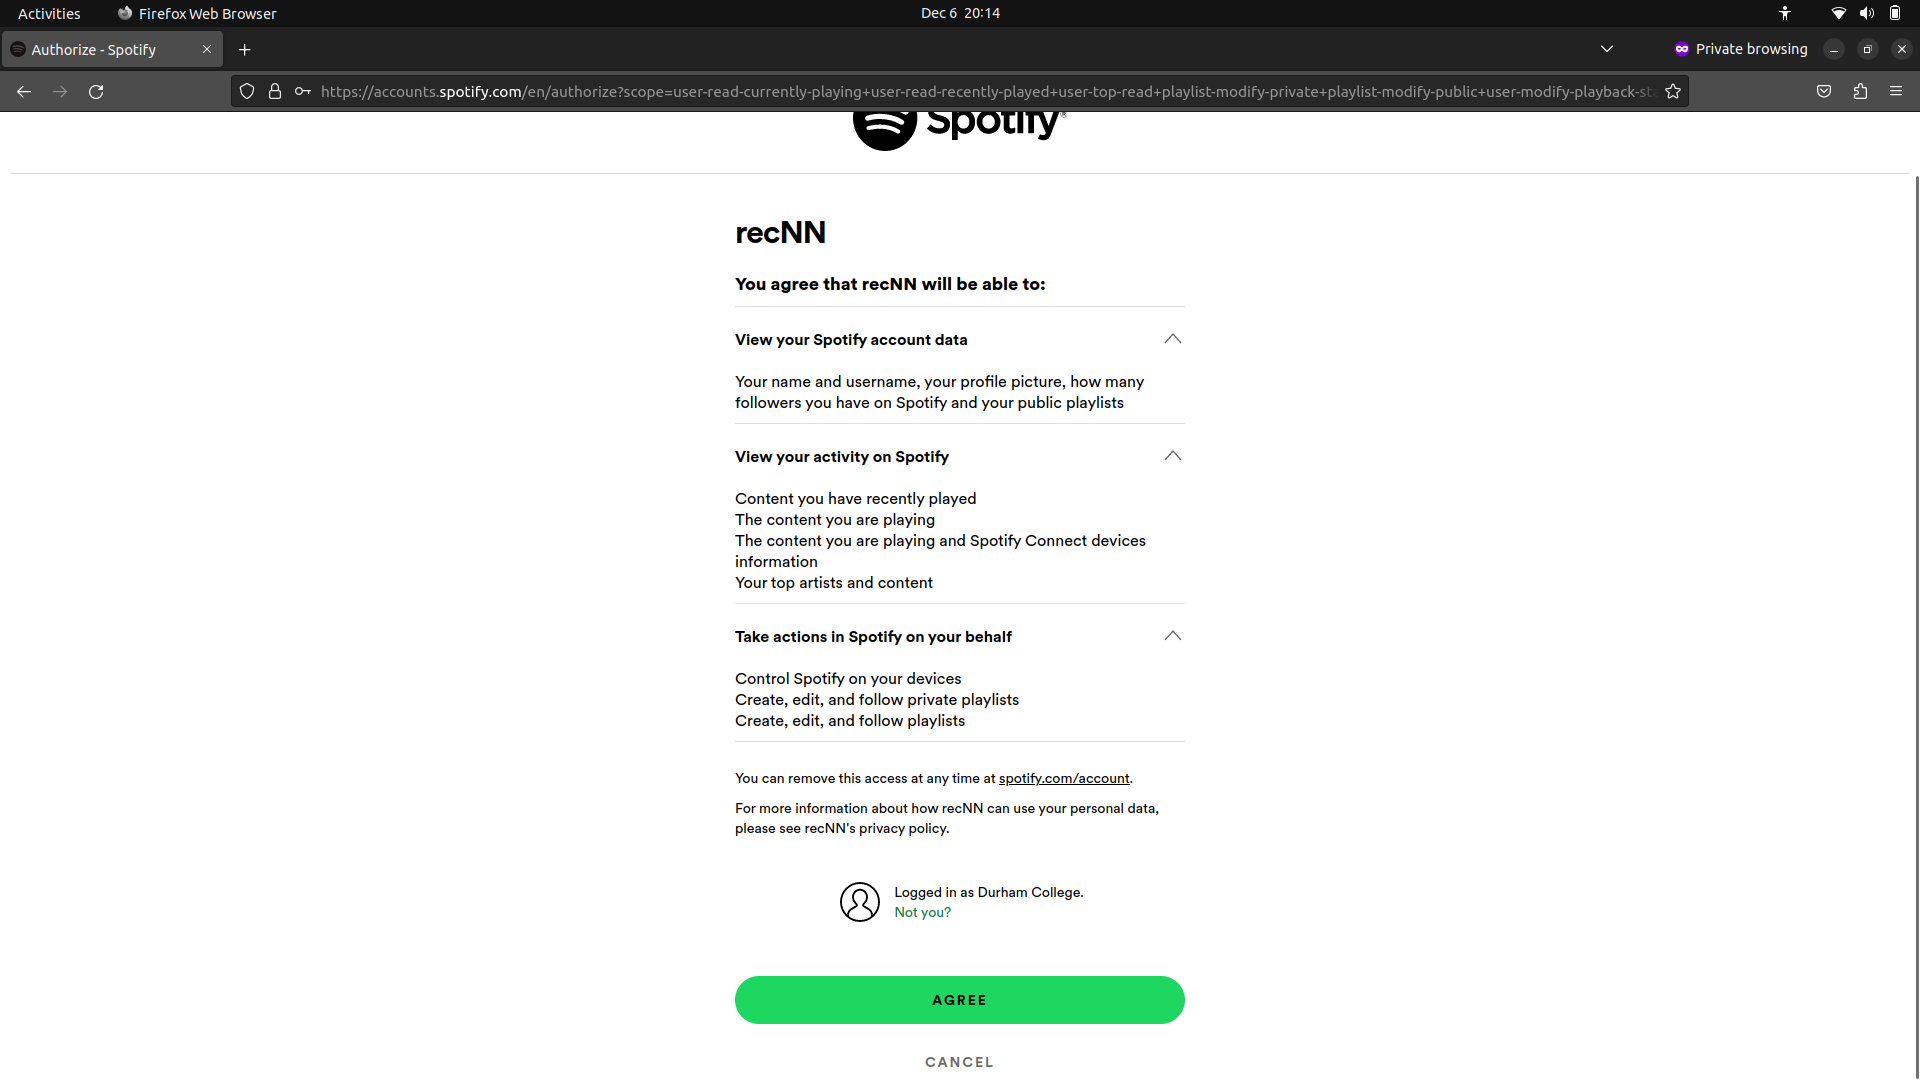 Activities
Firefox Web Browser
Dec 6 20:14
Authorize - Spotify
Private browsing
https://accounts.spotify.com/en/authorize?scope=user-read-currently-playing+user-read-recently-played+user-top-read+playlist-modify-private+playlist-modify-public+user-modify-playback-sta
Spotify®
recNN
You agree that recNN will be able to:
View your Spotify account data
Your name and username, your profile picture, how many
followers you have on Spotify and your public playlists
View your activity on Spotify
Content you have recently played
The content you are playing
The content you are playing and Spotify Connect devices
information
Your top artists and content
Take actions in Spotify on your behalf
Control Spotify on your devices
Create, edit, and follow private playlists
Create, edit, and follow playlists
You can remove this access at any time at spotify.com/account.
For more information about how recNN can use your personal data,
please see recNN's privacy policy.
Logged in as Durham College.
Not you?
AGREE
CANCEL